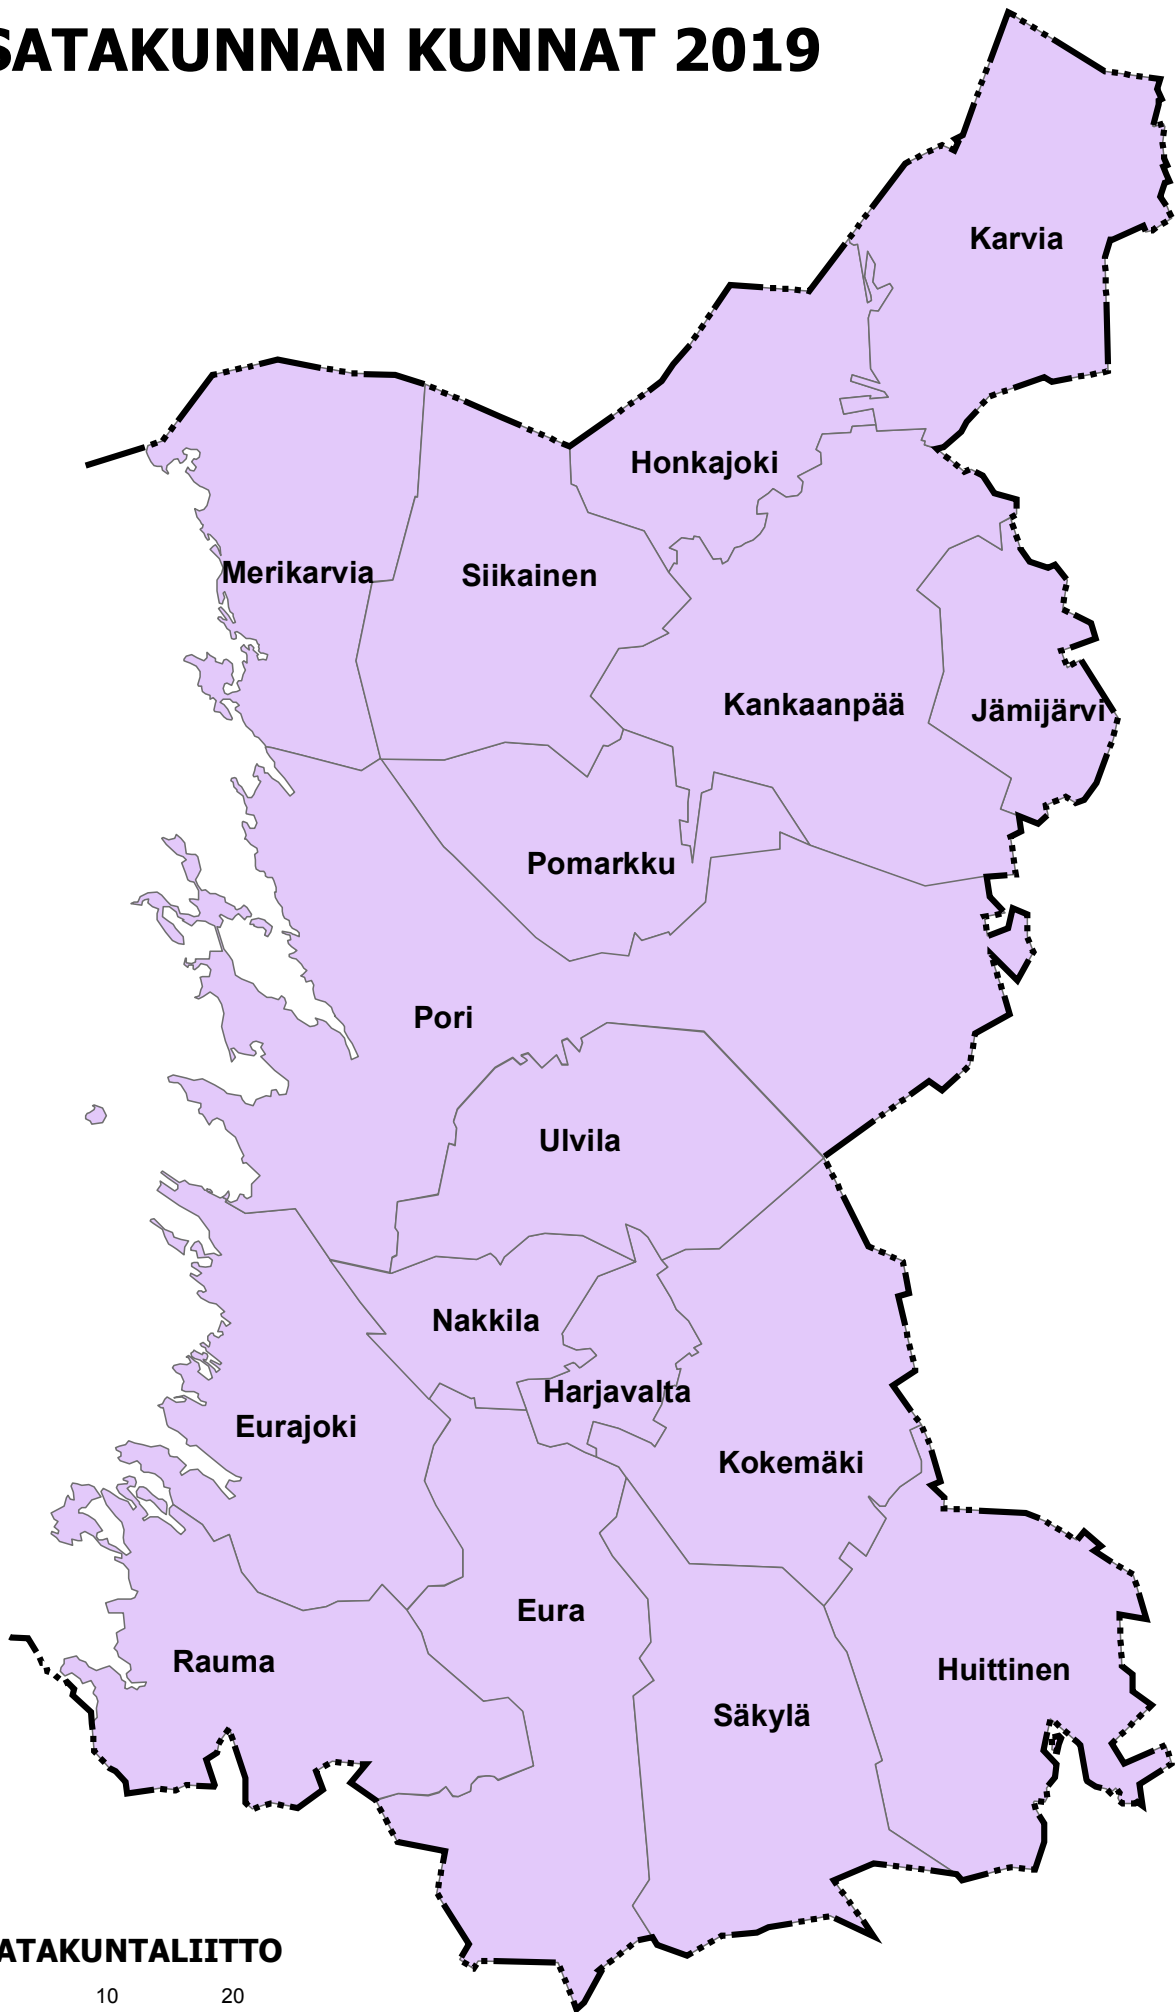 SATAKUNNAN KUNNAT 2019
Karvia
Honkajoki
Merikarvia
Siikainen
Kankaanpää
Jämijärvi
Pomarkku
Pori
Ulvila
Nakkila
Harjavalta
Eurajoki
Kokemäki
Eura
Rauma
Huittinen
Säkylä
ATAKUNTALIITTO
10 20